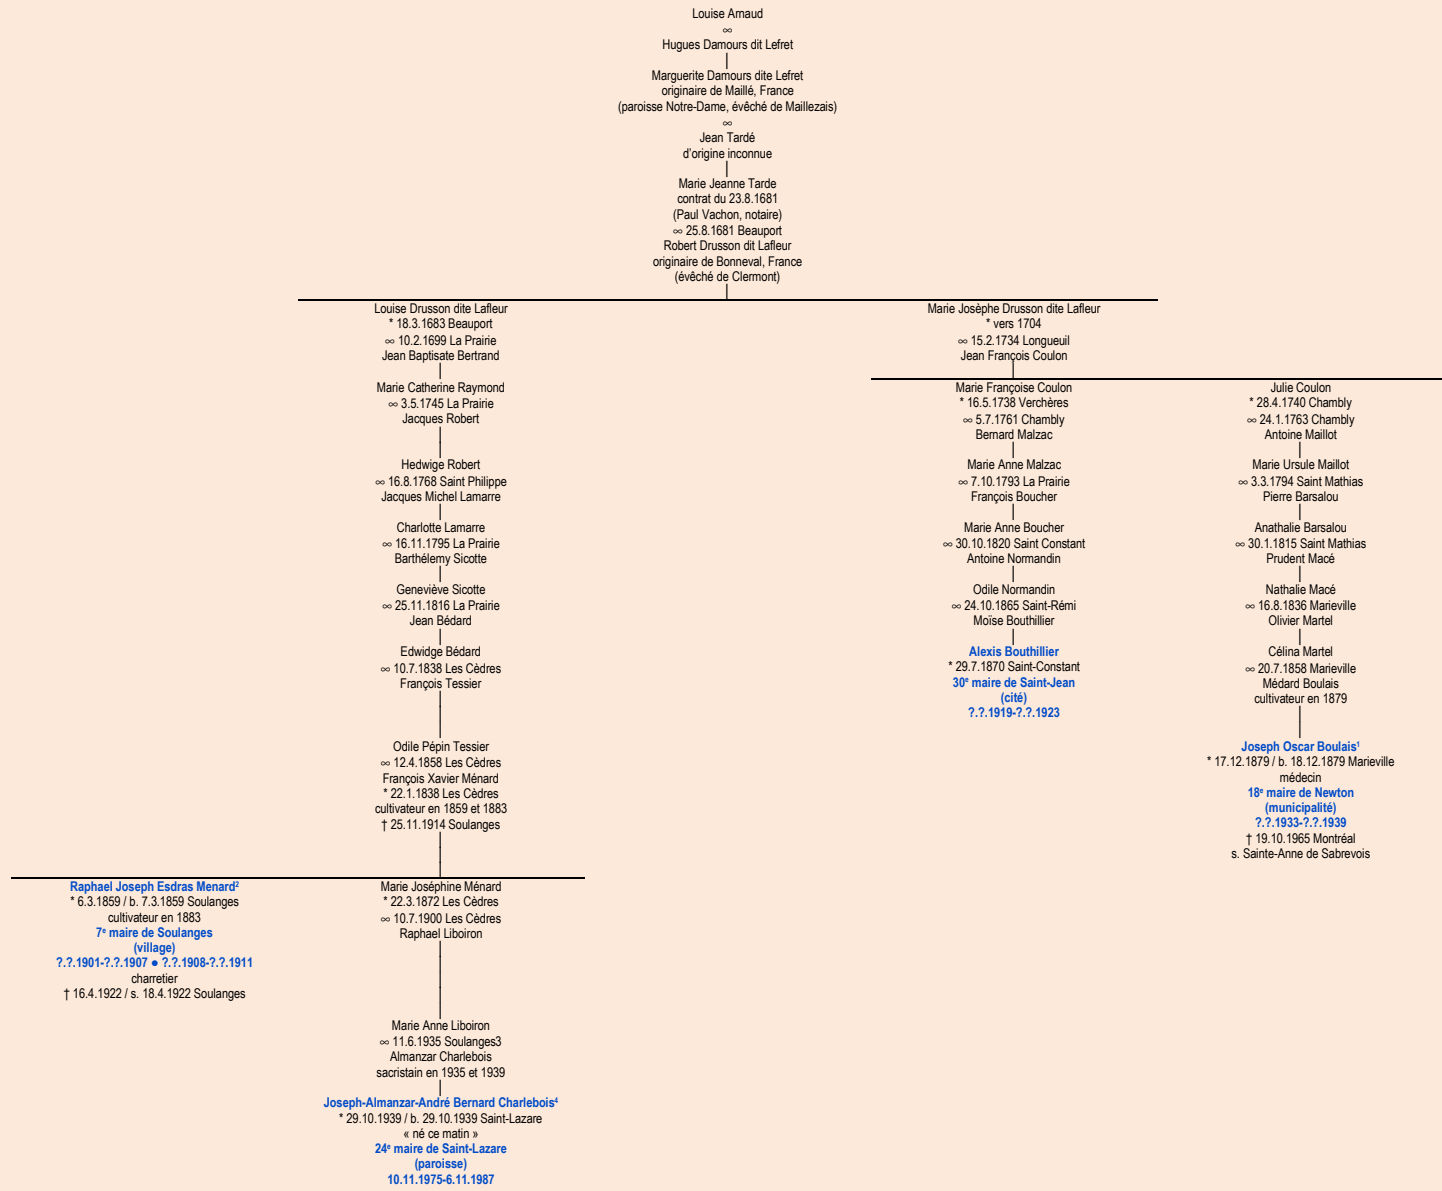 Louise Arnaud
∞
Hugues Damours dit Lefret
Marguerite Damours dite Lefret
originaire de Maillé, France
(paroisse Notre-Dame, évêché de Maillezais)
∞
Jean Tardé
d'origine inconnue
Marie Jeanne Tarde
contrat du 23.8.1681
(Paul Vachon, notaire)
∞ 25.8.1681 Beauport
Robert Drusson dit Lafleur
originaire de Bonneval, France
(évêché de Clermont)
Louise Drusson dite Lafleur
* 18.3.1683 Beauport
∞ 10.2.1699 La Prairie
Jean Baptisate Bertrand
Marie Catherine Raymond
∞ 3.5.1745 La Prairie
Jacques Robert
Hedwige Robert
∞ 16.8.1768 Saint Philippe
Jacques Michel Lamarre
Charlotte Lamarre
∞ 16.11.1795 La Prairie
Barthélemy Sicotte
Geneviève Sicotte
∞ 25.11.1816 La Prairie
Jean Bédard
Edwidge Bédard
∞ 10.7.1838 Les Cèdres
François Tessier
Odile Pépin Tessier
∞ 12.4.1858 Les Cèdres
François Xavier Ménard
* 22.1.1838 Les Cèdres
cultivateur en 1859 et 1883
† 25.11.1914 Soulanges
Raphael Joseph Esdras Menard²
* 6.3.1859 / b. 7.3.1859 Soulanges
cultivateur en 1883
7e maire de Soulanges
(village)
?.?.1901-?.?.1907 ● ?.?.1908-?.?.1911
charretier
† 16.4.1922 / s. 18.4.1922 Soulanges
Marie Joséphine Ménard
* 22.3.1872 Les Cèdres
∞ 10.7.1900 Les Cèdres
Raphael Liboiron
Marie Anne Liboiron
∞ 11.6.1935 Soulanges3
Almanzar Charlebois
sacristain en 1935 et 1939
Joseph-Almanzar-André Bernard Charlebois⁴
* 29.10.1939 / b. 29.10.1939 Saint-Lazare
« né ce matin »
24e maire de Saint-Lazare
(paroisse)
10.11.1975-6.11.1987
Marie Josèphe Drusson dite Lafleur
* vers 1704
∞ 15.2.1734 Longueuil
Jean François Coulon
Marie Françoise Coulon
* 16.5.1738 Verchères
∞ 5.7.1761 Chambly
Bernard Malzac
Marie Anne Malzac
∞ 7.10.1793 La Prairie
François Boucher
Marie Anne Boucher
∞ 30.10.1820 Saint Constant
Antoine Normandin
Odile Normandin
∞ 24.10.1865 Saint-Rémi
Moïse Bouthillier
Alexis Bouthillier
* 29.7.1870 Saint-Constant
30e maire de Saint-Jean
(cité)
?.?.1919-?.?.1923
Julie Coulon
* 28.4.1740 Chambly
∞ 24.1.1763 Chambly
Antoine Maillot
Marie Ursule Maillot
∞ 3.3.1794 Saint Mathias
Pierre Barsalou
Anathalie Barsalou
∞ 30.1.1815 Saint Mathias
Prudent Macé
Nathalie Macé
∞ 16.8.1836 Marieville
Olivier Martel
Célina Martel
∞ 20.7.1858 Marieville
Médard Boulais
cultivateur en 1879
Joseph Oscar Boulais¹
* 17.12.1879 / b. 18.12.1879 Marieville
médecin
18e maire de Newton
(municipalité)
?.?.1933-?.?.1939
† 19.10.1965 Montréal
s. Sainte-Anne de Sabrevois